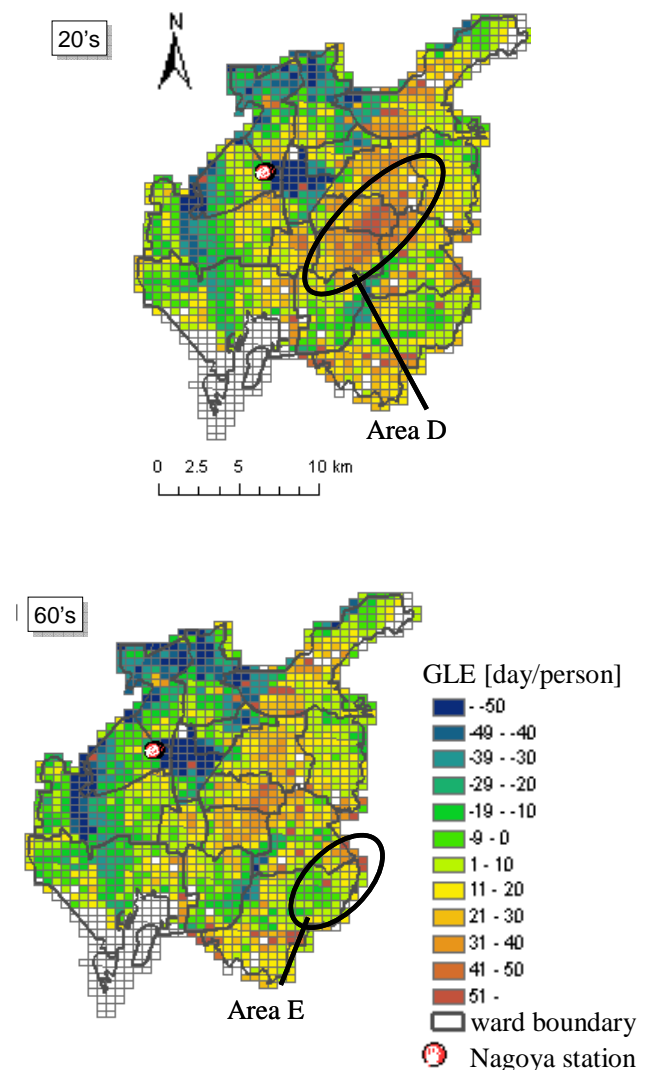 20's
N
Area D
0 2.5 5 10 km
60's
GLE [day/person]
- -50
-49 - -40
-39 - -30
-29 - -20
-19 - -10
-9 - 0
1 - 10
11 - 20
21 - 30
31 - 40
41 - 50
51 -
ward boundary
Nagoya station
Area E